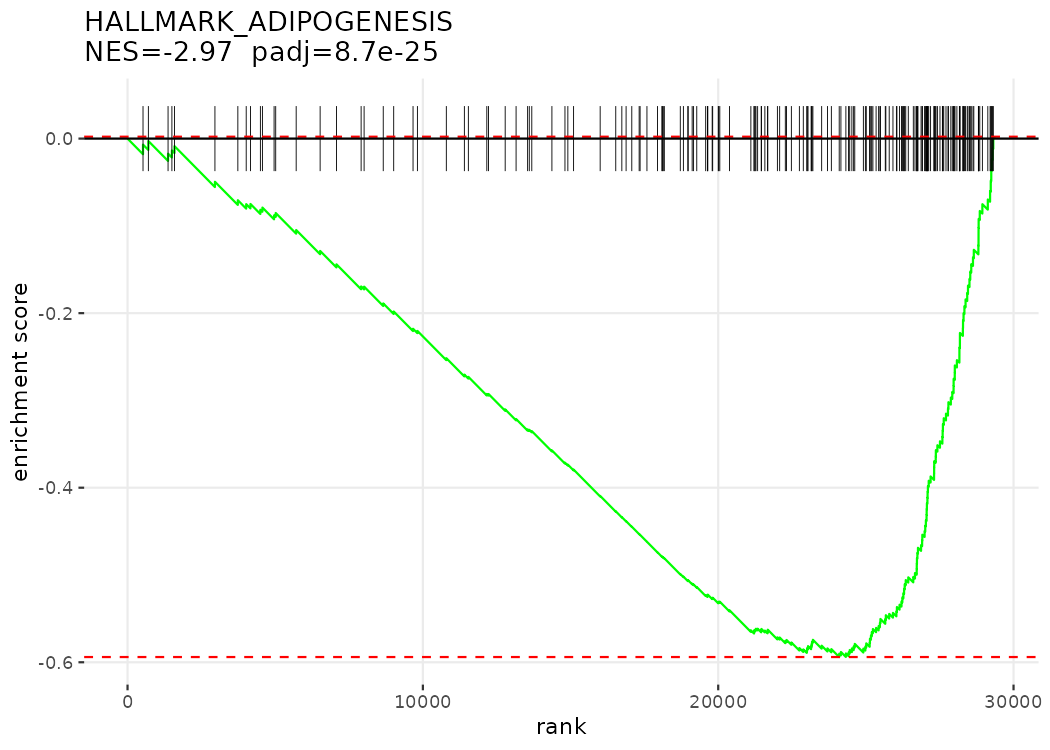 HALLMARK_ADIPOGENESIS
NES=-2.97 padj=8.7e-25
0.0
-0.2
-0.4
-0.6
enrichment score
0 10000 20000 30000
rank